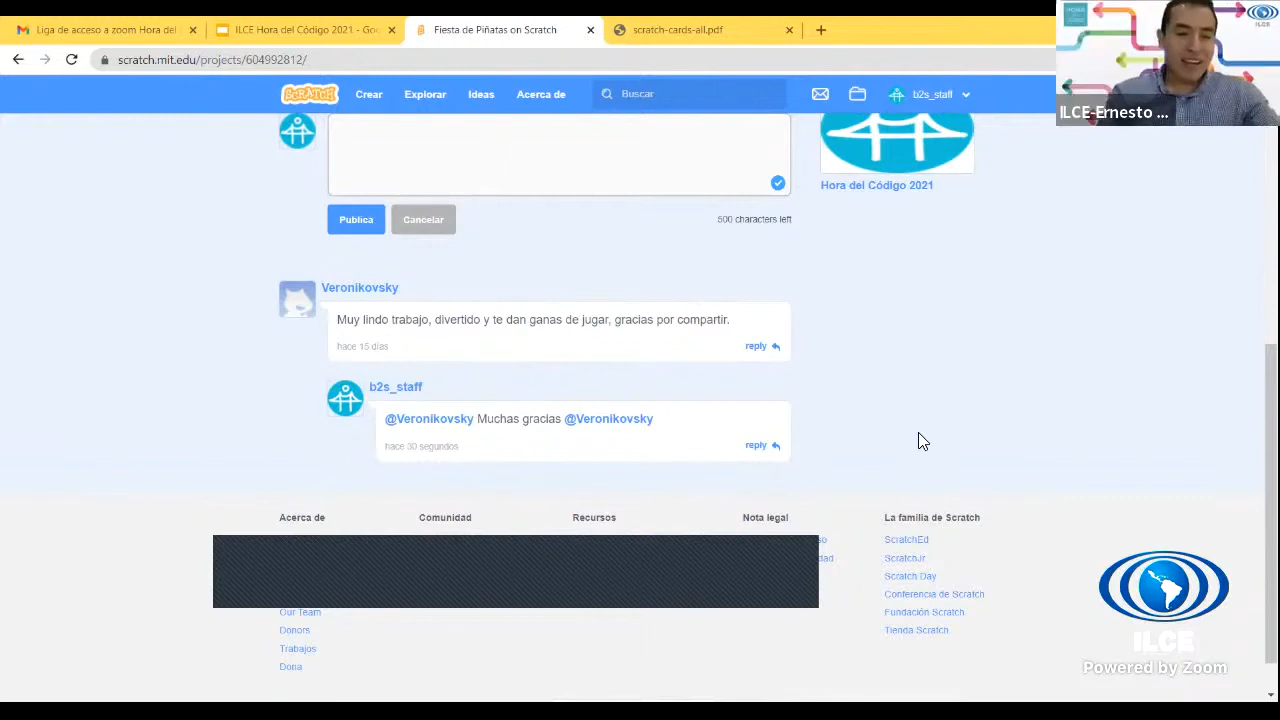 Liga de acceso a zoom Hora del
ILCE Hora del Código 2021 - Goo
Fiesta de Piñatas on Scratch
scratch-cards-all.pdf
scratch.mit.edu/projects/604992812/
SCRATCH
Crear
Explorar
Ideas
Acerca de
Buscar
b2s_staff
ILCE
ILCE-Ernesto ...
Hora del Código 2021
Publica
Cancelar
500 characters left
Veronikovsky
Muy lindo trabajo, divertido y te dan ganas de jugar, gracias por compartir.
hace 15 días
reply
b2s_staff
@Veronikovsky Muchas gracias @Veronikovsky
hace 30 segundos
reply
Acerca de
Comunidad
Recursos
Nota legal
La familia de Scratch
so
ScratchEd
dad
ScratchJr
Scratch Day
Conferencia de Scratch
Our Team
Fundación Scratch
Donors
Tienda Scratch
Trabajos
Dona
ILCE
Powered by Zoom